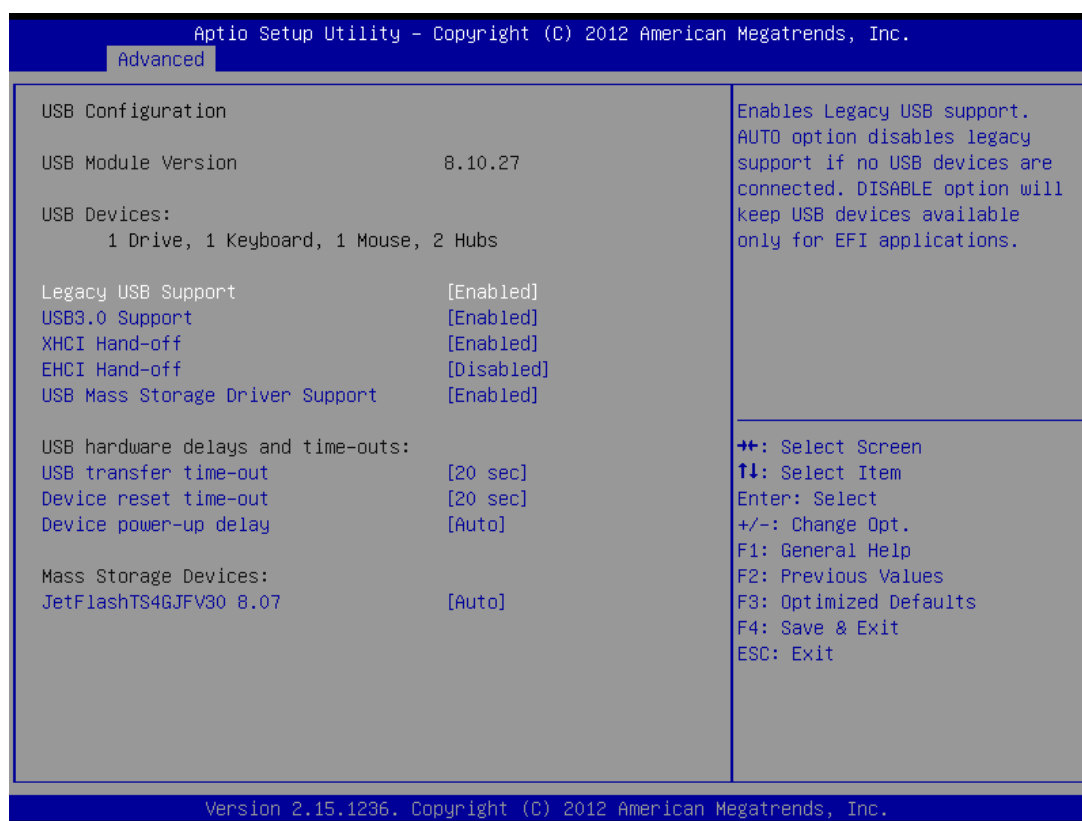 Aptio Setup Utility – Copyright (C) 2012 American Megatrends, Inc.
Advanced
USB Configuration
USB Module Version 8.10.27
USB Devices:
1 Drive, 1 Keyboard, 1 Mouse, 2 Hubs
Legacy USB Support [Enabled]
USB3.0 Support [Enabled]
XHCI Hand-off [Enabled]
EHCI Hand-off [Disabled]
USB Mass Storage Driver Support [Enabled]
USB hardware delays and time-outs:
USB transfer time-out [20 sec]
Device reset time-out [20 sec]
Device power-up delay [Auto]
Mass Storage Devices:
JetFlashTS4GJFV30 8.07 [Auto]
Enables Legacy USB support.
AUTO option disables legacy
support if no USB devices are
connected. DISABLE option will
keep USB devices available
only for EFI applications.
→←: Select Screen
↑↓: Select Item
Enter: Select
+/-: Change Opt.
F1: General Help
F2: Previous Values
F3: Optimized Defaults
F4: Save & Exit
ESC: Exit
Version 2.15.1236. Copyright (C) 2012 American Megatrends, Inc.